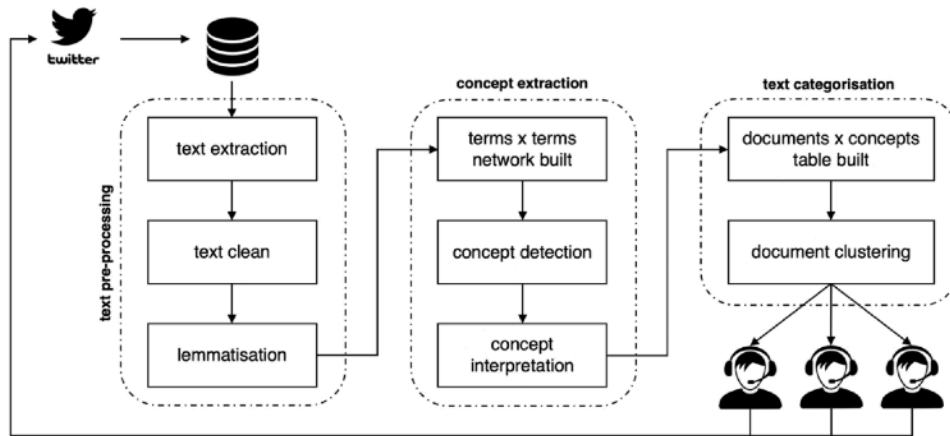 twitter
text pre-processing
text extraction
text clean
lemmatisation
concept extraction
terms x terms
network built
concept detection
concept
interpretation
text categorisation
documents x concepts
table built
document clustering